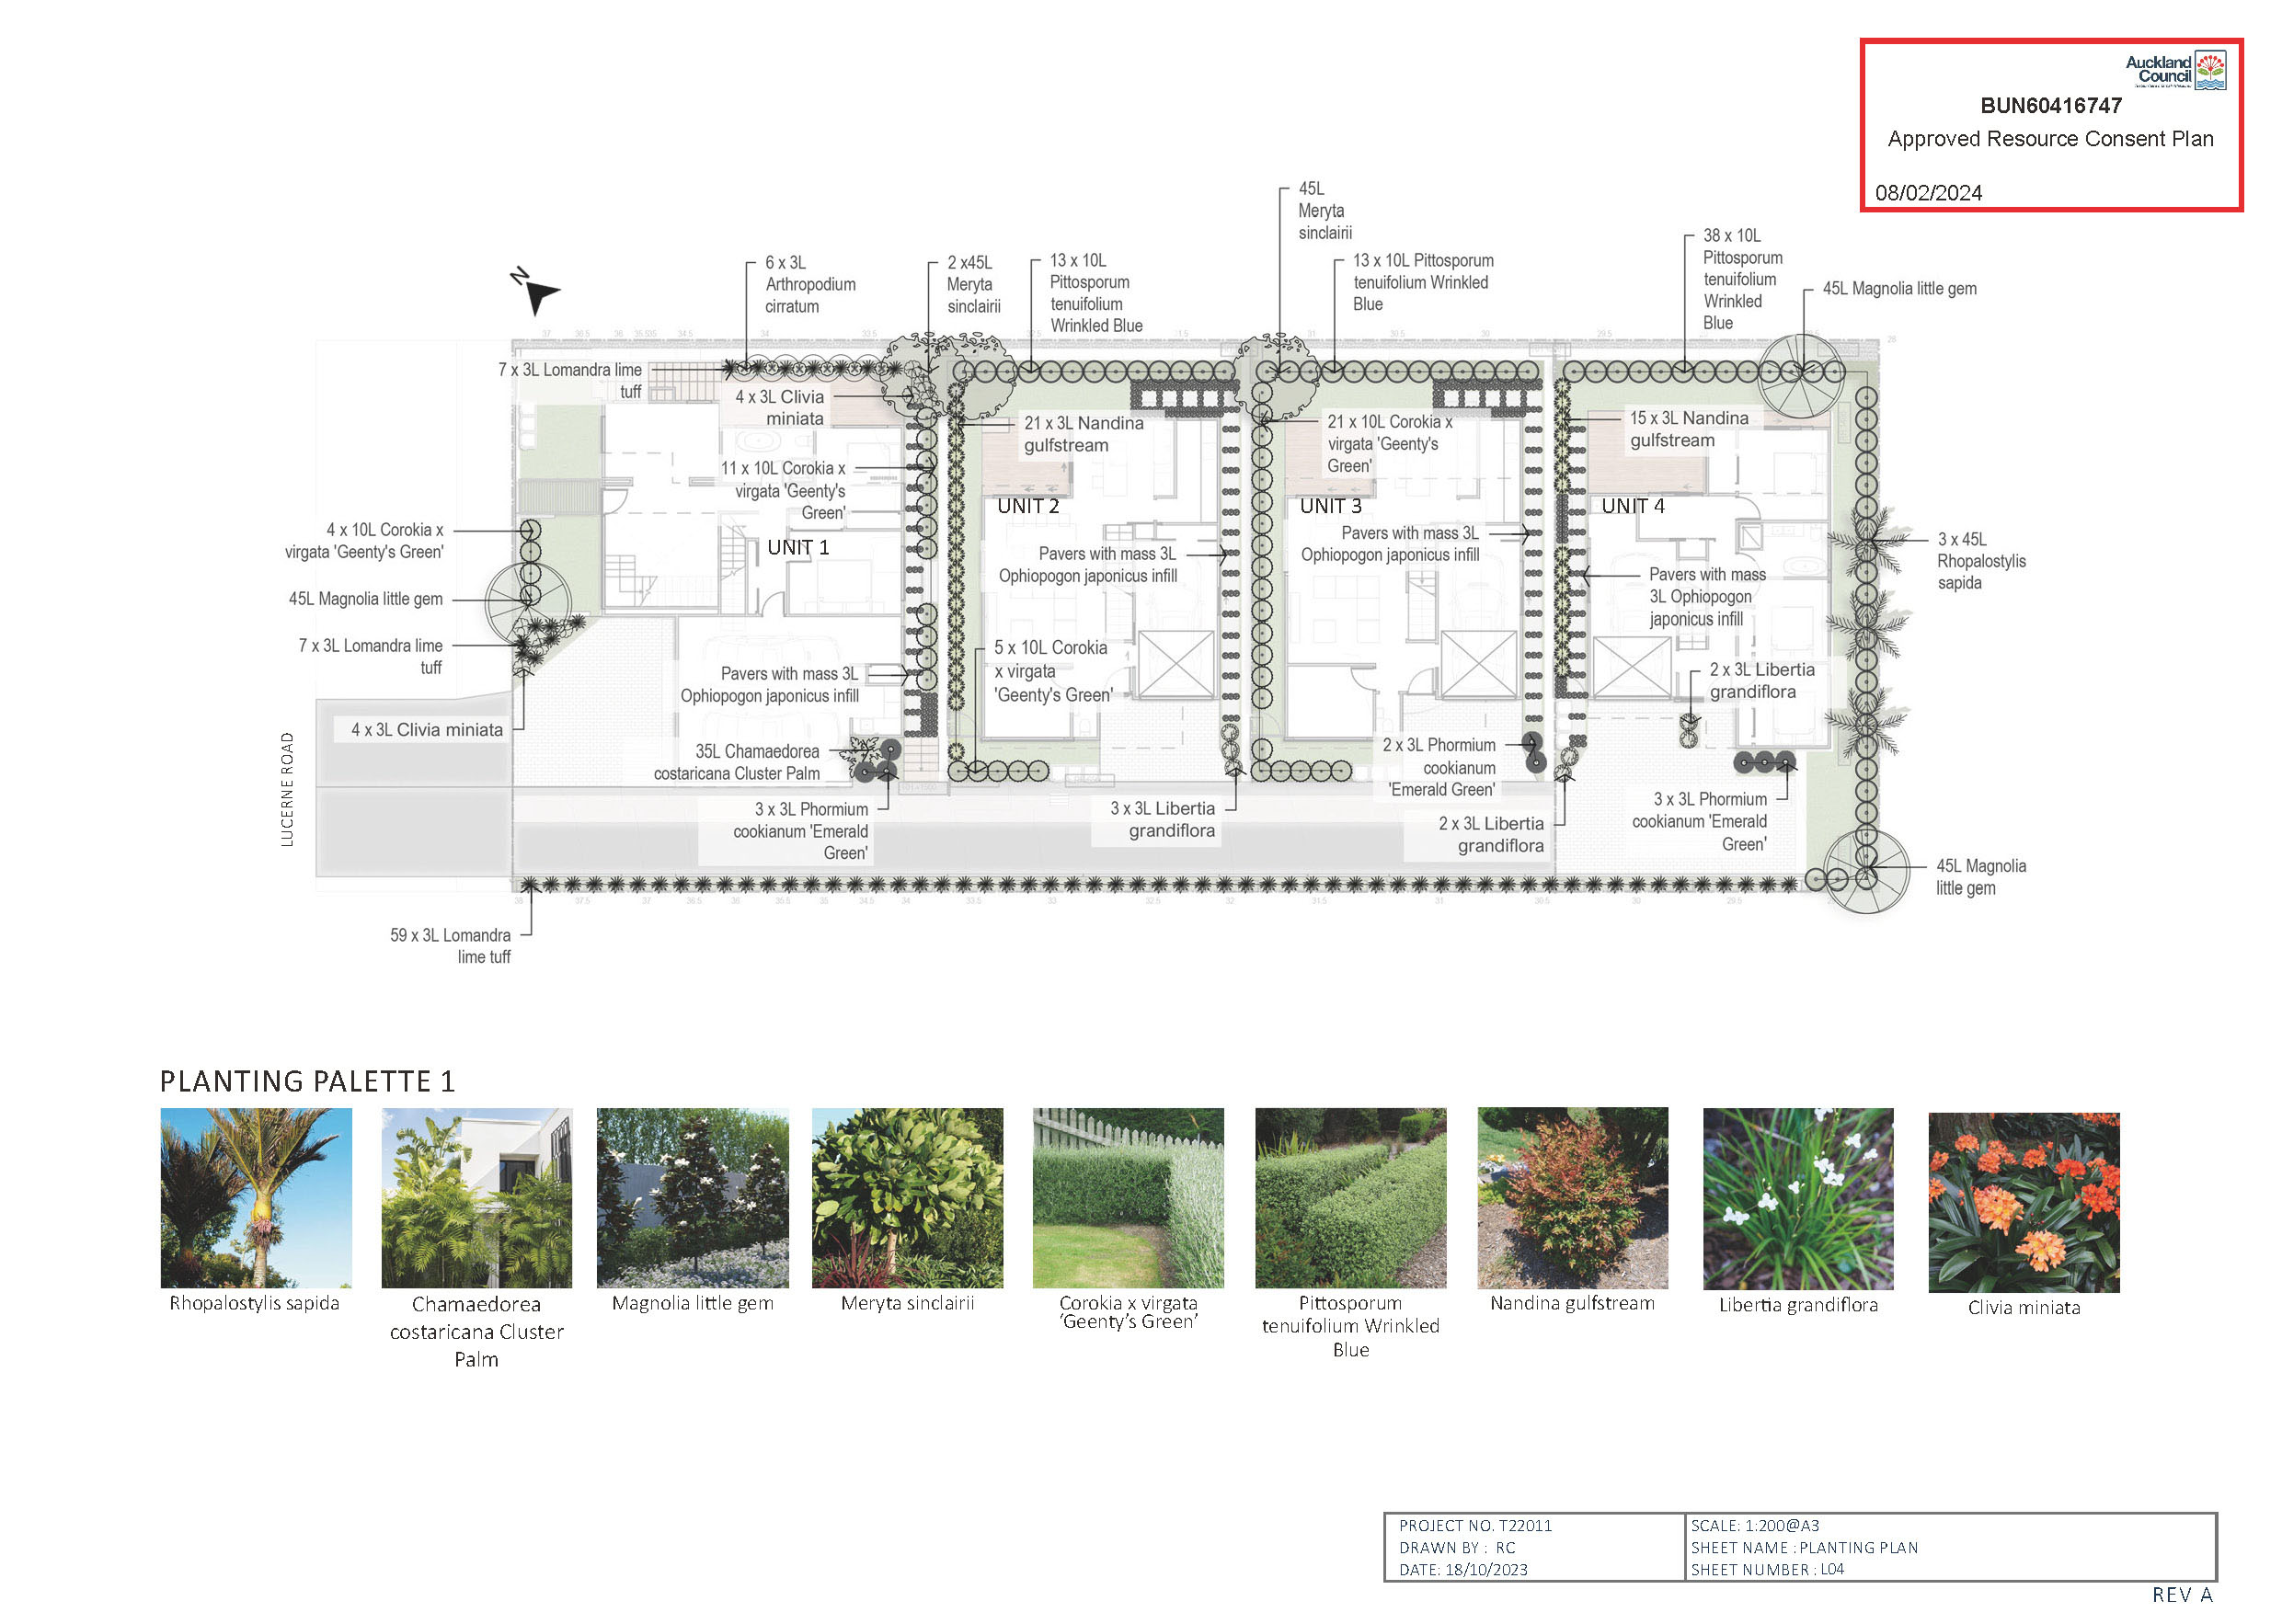 Auckland
Council
BUN60416747
Approved Resource Consent Plan
08/02/2024
45L
Meryta
sinclairii
38 x 10L
Pittosporum
tenuifolium
Wrinkled
Blue
6 x 3L
Arthropodium
cirratum
2 x45L
Meryta
sinclairii
13 x 10L
Pittosporum
tenuifolium
Wrinkled Blue
13 x 10L Pittosporum
tenuifolium Wrinkled
Blue
45L Magnolia little gem
N
7 x 3L Lomandra lime
tuff
4 x 3L Clivia
miniata
21 x 3L Nandina
gulfstream
21 x 10L Corokia x
virgata 'Geenty's
Green'
15 x 3L Nandina
gulfstream
11 x 10L Corokia x
virgata 'Geenty's
Green'
UNIT 1
UNIT 2
UNIT 3
UNIT 4
4 x 10L Corokia x
virgata 'Geenty's Green'
45L Magnolia little gem
7 x 3L Lomandra lime
tuff
4 x 3L Clivia miniata
Pavers with mass 3L
Ophiopogon japonicus infill
Pavers with mass 3L
Ophiopogon japonicus infill
Pavers with mass
3L Ophiopogon
japonicus infill
3 x 45L
Rhopalostylis
sapida
5 x 10L Corokia
x virgata
'Geenty's Green'
Pavers with mass 3L
Ophiopogon japonicus infill
2 x 3L Libertia
grandiflora
35L Chamaedorea
costaricana Cluster Palm
2 x 3L Phormium
cookianum
'Emerald Green'
3 x 3L Phormium
cookianum 'Emerald
Green'
3 x 3L Libertia
grandiflora
2 x 3L Libertia
grandiflora
3 x 3L Phormium
cookianum 'Emerald
Green'
45L Magnolia
little gem
LUCERNE ROAD
59 x 3L Lomandra
lime tuff
PLANTING PALETTE 1
Rhopalostylis sapida
Chamaedorea
costaricana Cluster
Palm
Magnolia little gem
Meryta sinclairii
Corokia x virgata
‘Geenty’s Green’
Pittosporum
tenuifolium Wrinkled
Blue
Nandina gulfstream
Libertia grandiflora
Clivia miniata
PROJECT NO. T22011
DRAWN BY : RC
DATE: 18/10/2023
SCALE: 1:200@A3
SHEET NAME : PLANTING PLAN
SHEET NUMBER : L04
REV A